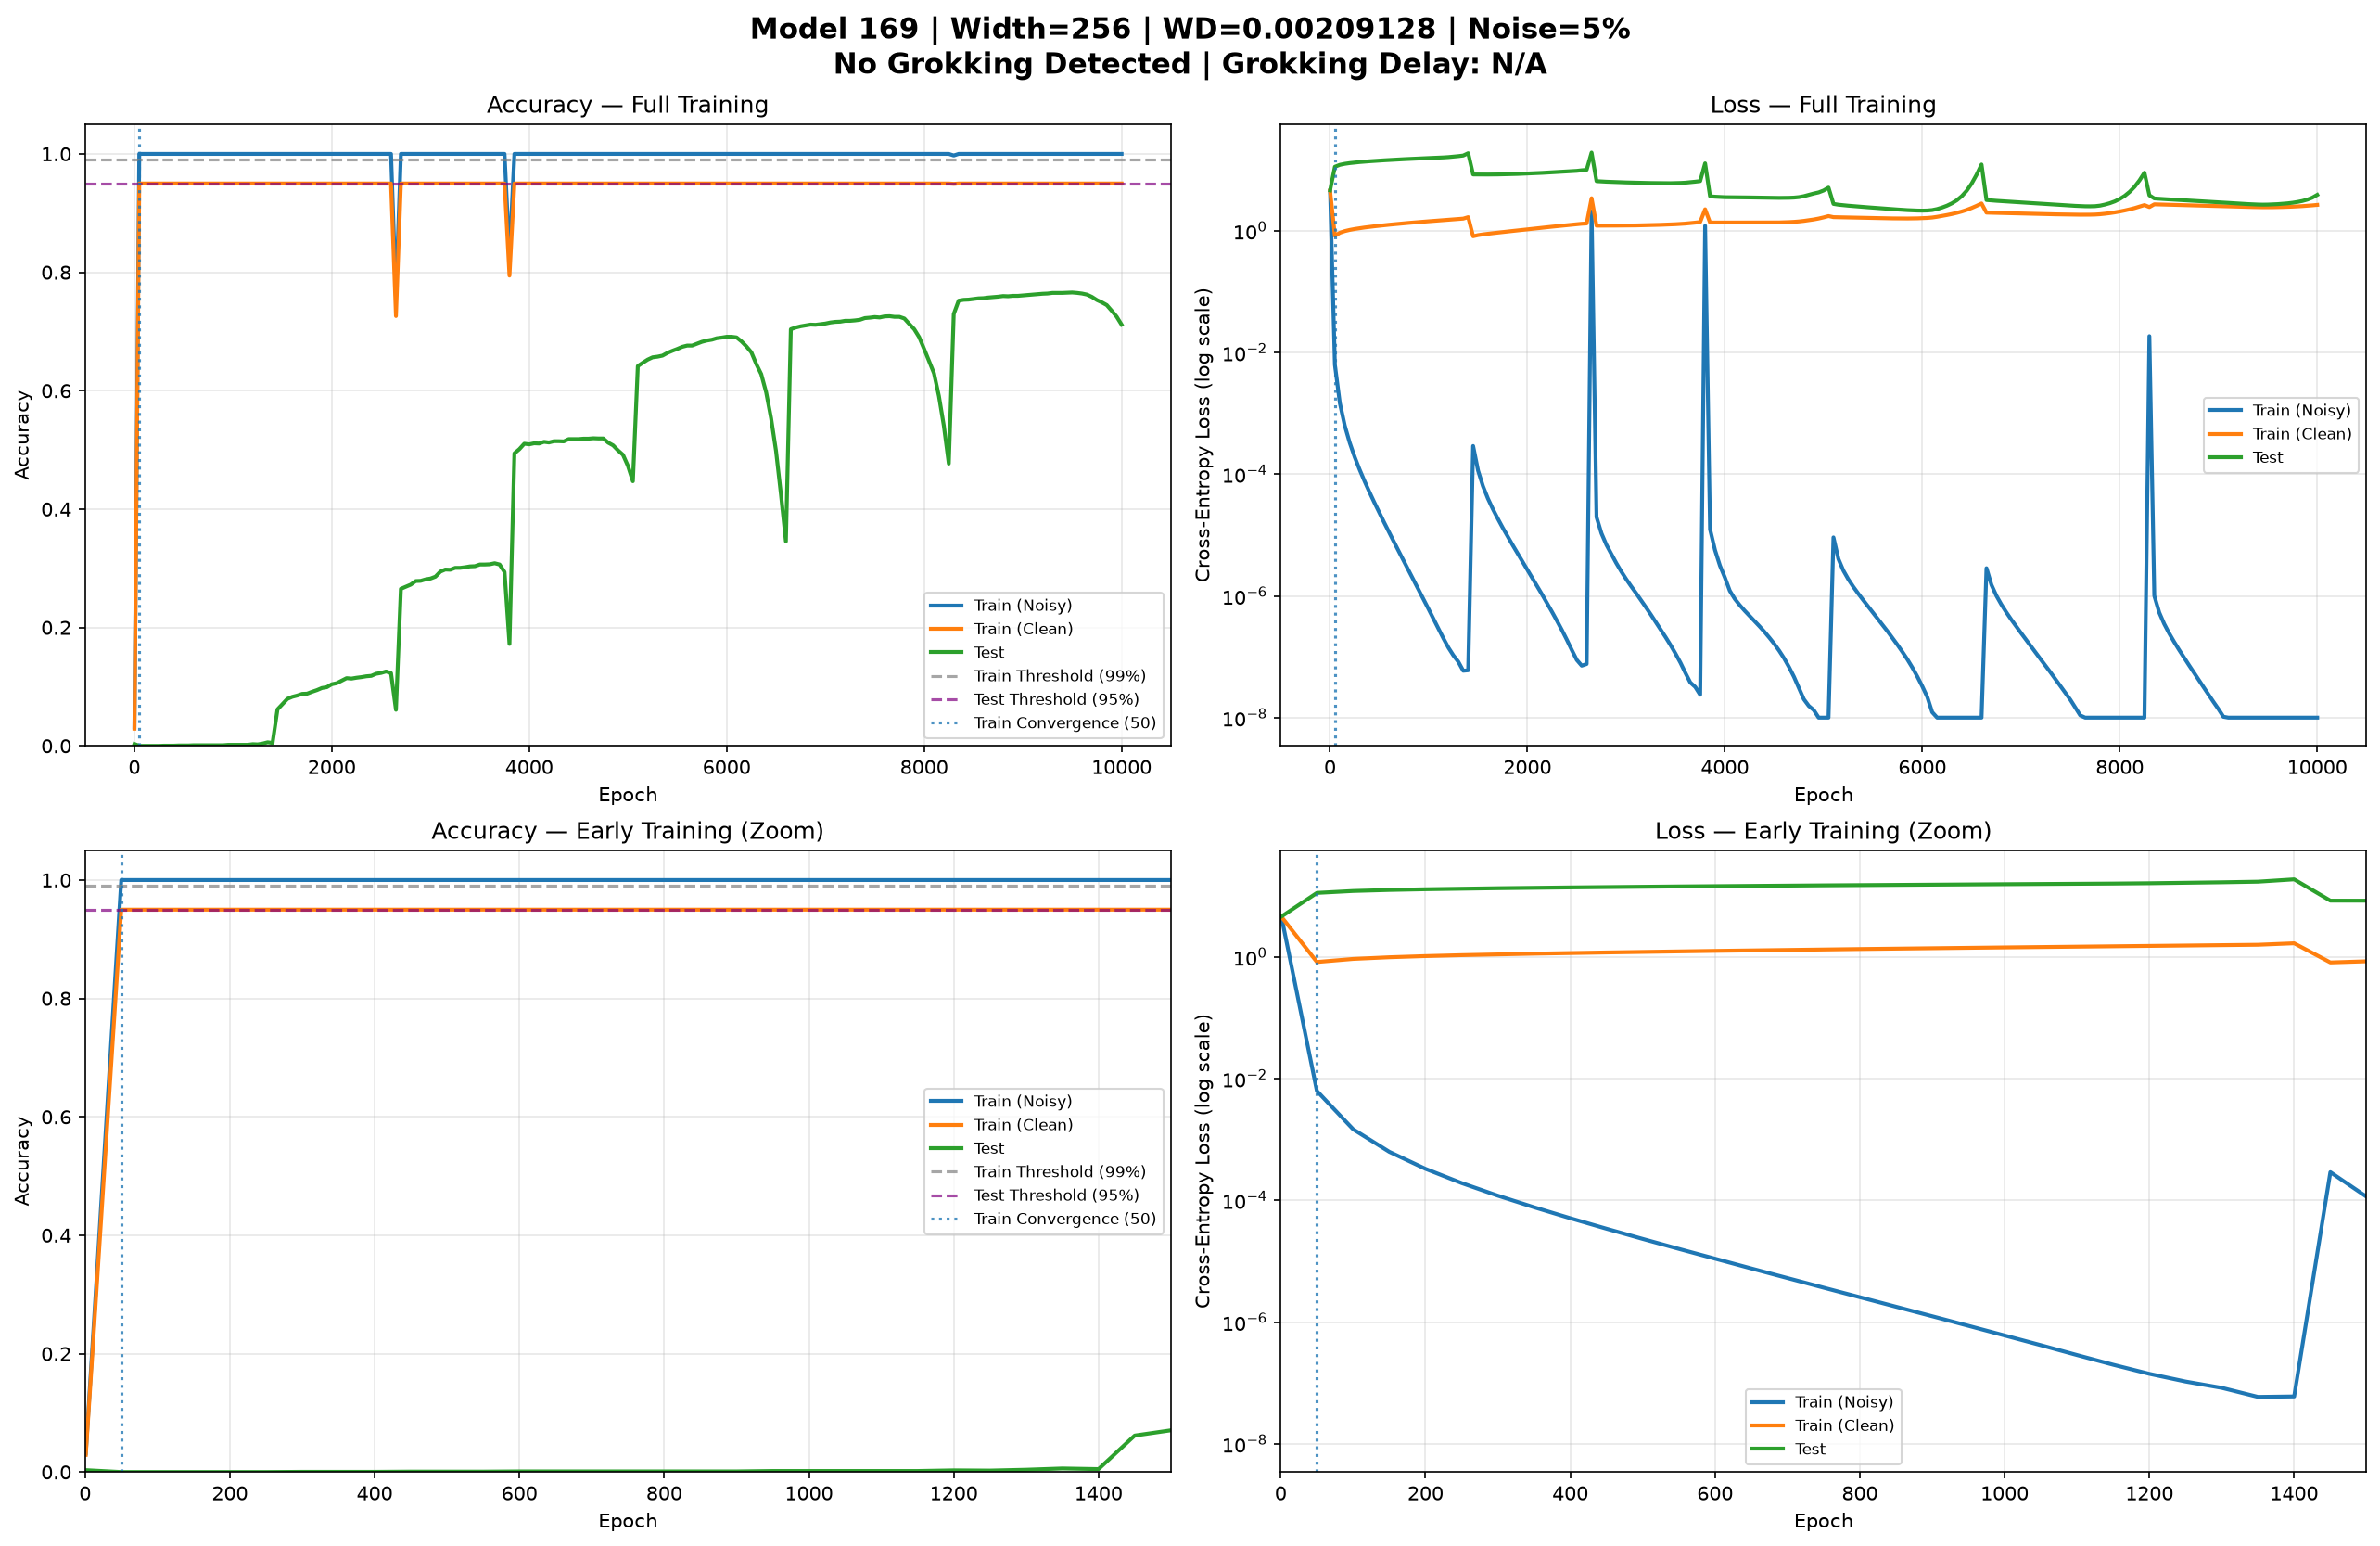 Model 169 | Width=256 | WD=0.00209128 | Noise=5%
No Grokking Detected | Grokking Delay: N/A
Accuracy — Full Training
Accuracy
1.0
0.8
0.6
0.4
0.2
0.0
Train (Noisy)
Train (Clean)
Test
Train Threshold (99%)
Test Threshold (95%)
Train Convergence (50)
0 2000 4000 6000 8000 10000
Epoch
Loss — Full Training
Cross-Entropy Loss (log scale)
10⁰
10⁻²
10⁻⁴
10⁻⁶
10⁻⁸
Train (Noisy)
Train (Clean)
Test
0 2000 4000 6000 8000 10000
Epoch
Accuracy — Early Training (Zoom)
Accuracy
1.0
0.8
0.6
0.4
0.2
0.0
Train (Noisy)
Train (Clean)
Test
Train Threshold (99%)
Test Threshold (95%)
Train Convergence (50)
0 200 400 600 800 1000 1200 1400
Epoch
Loss — Early Training (Zoom)
Cross-Entropy Loss (log scale)
10⁰
10⁻²
10⁻⁴
10⁻⁶
10⁻⁸
Train (Noisy)
Train (Clean)
Test
0 200 400 600 800 1000 1200 1400
Epoch